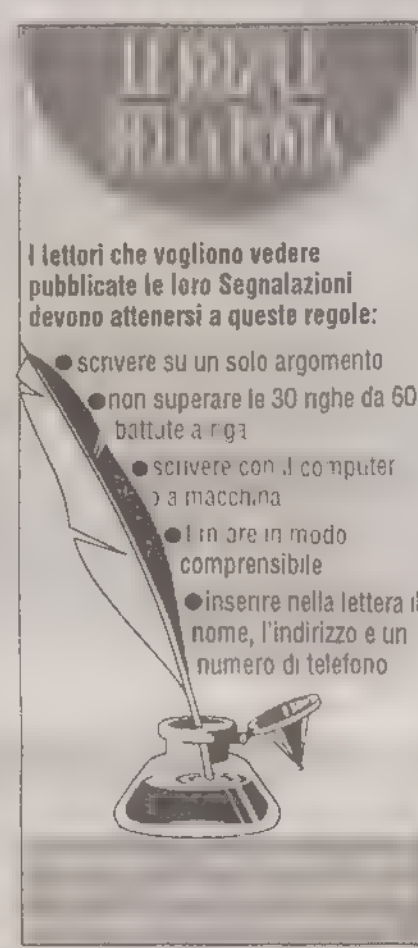 I lettori che vogliono vedere
pubblicate le loro Segnalazioni
devono attenersi a queste regole:
● scrivere su un solo argomento
● non superare le 30 righe da 60
battute a riga
● scrivere con il computer
o a macchina
● firmare in modo
comprensibile
● inserire nella lettera il
nome, l'indirizzo e un
numero di telefono